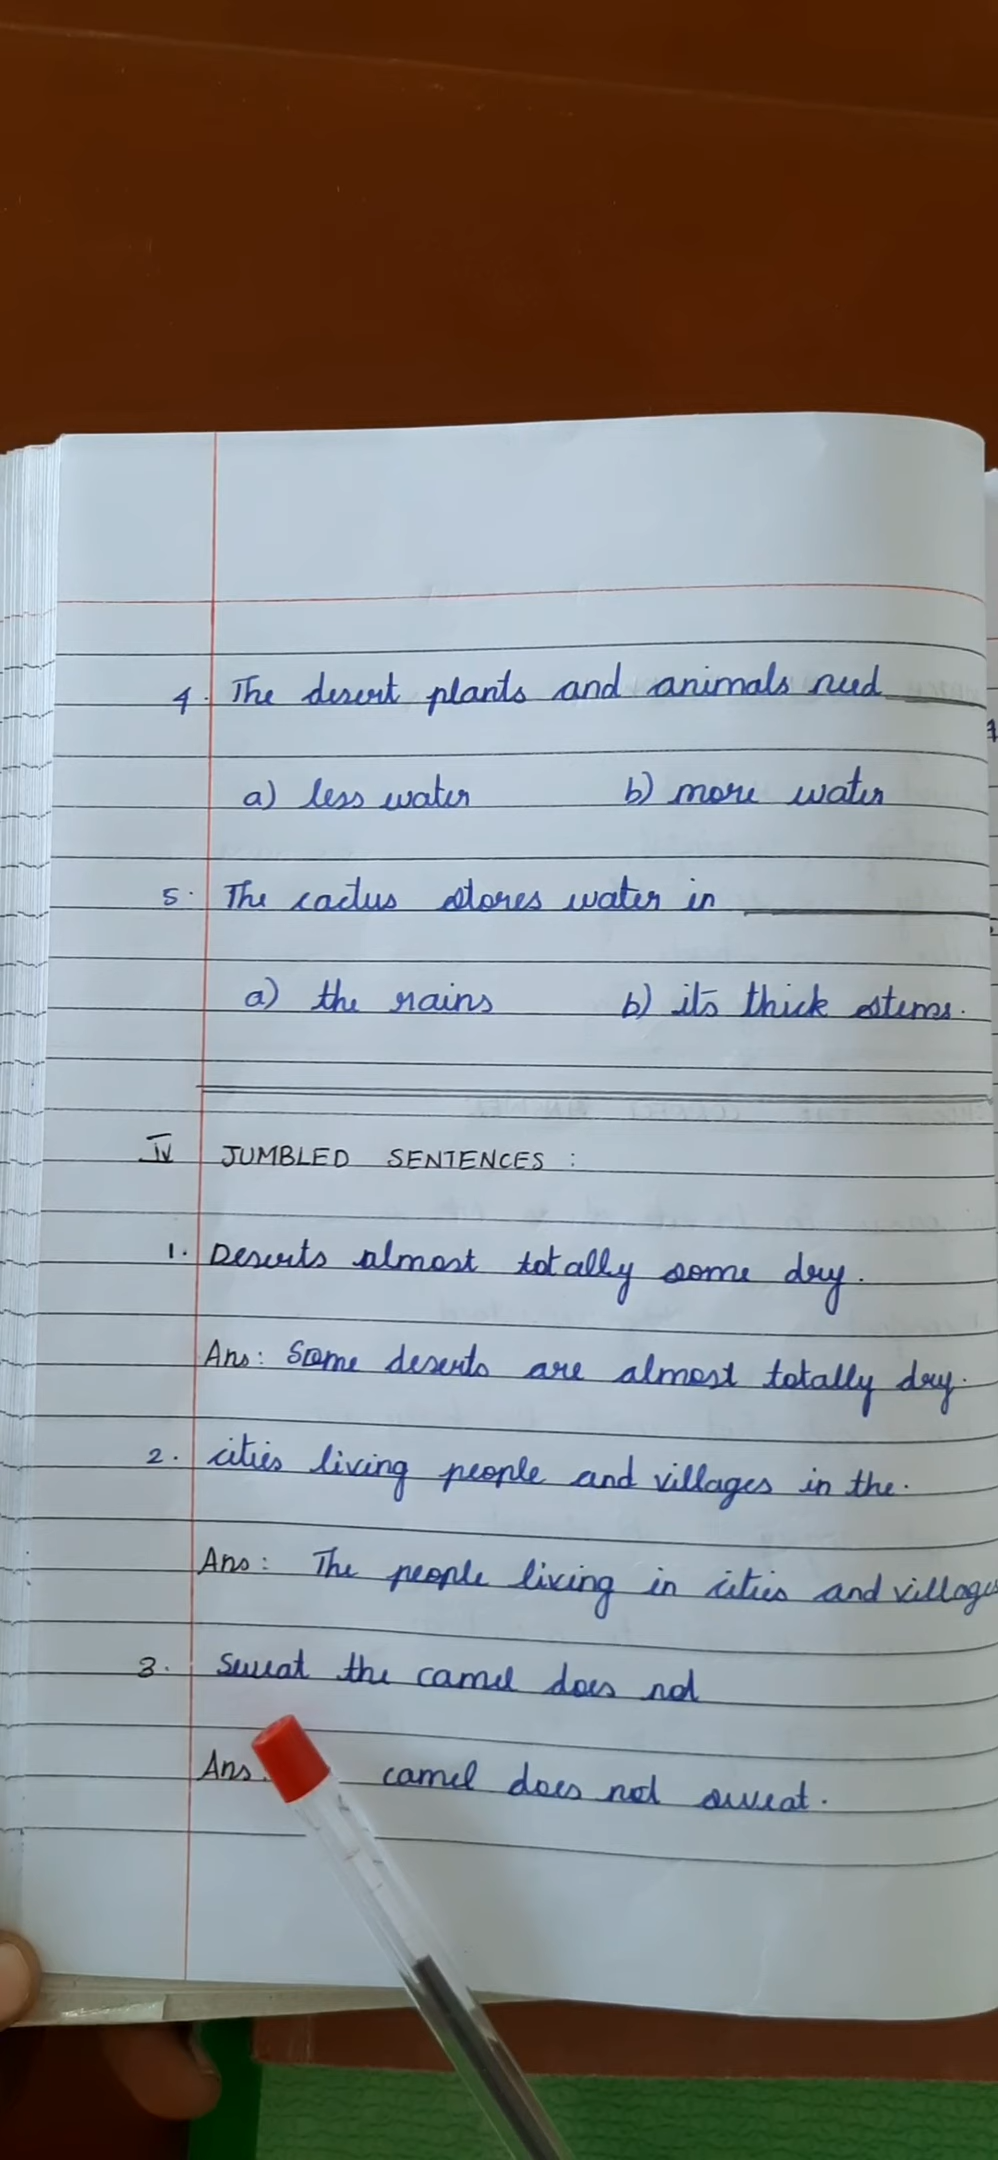 4. The desert plants and animals need
a) less water b) more water
5. The cactus stores water in
a) the rains b) its thick stems.
IV JUMBLED SENTENCES :
1. Deserts almost totally some dry.
Ans: Some deserts are almost totally dry.
2. cities living people and villages in the.
Ans: The people living in cities and villages
3. Sweat the camel does not
Ans. camel does not sweat.